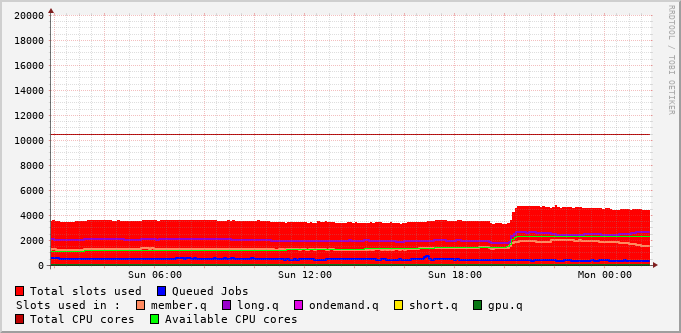 RRDTOOL / TOBI OETIKER
20000
18000
16000
14000
12000
10000
8000
6000
4000
2000
0
Sun 06:00 Sun 12:00 Sun 18:00 Mon 00:00
Total slots used Queued Jobs
Slots used in : member.q long.q ondemand.q short.q gpu.q
Total CPU cores Available CPU cores